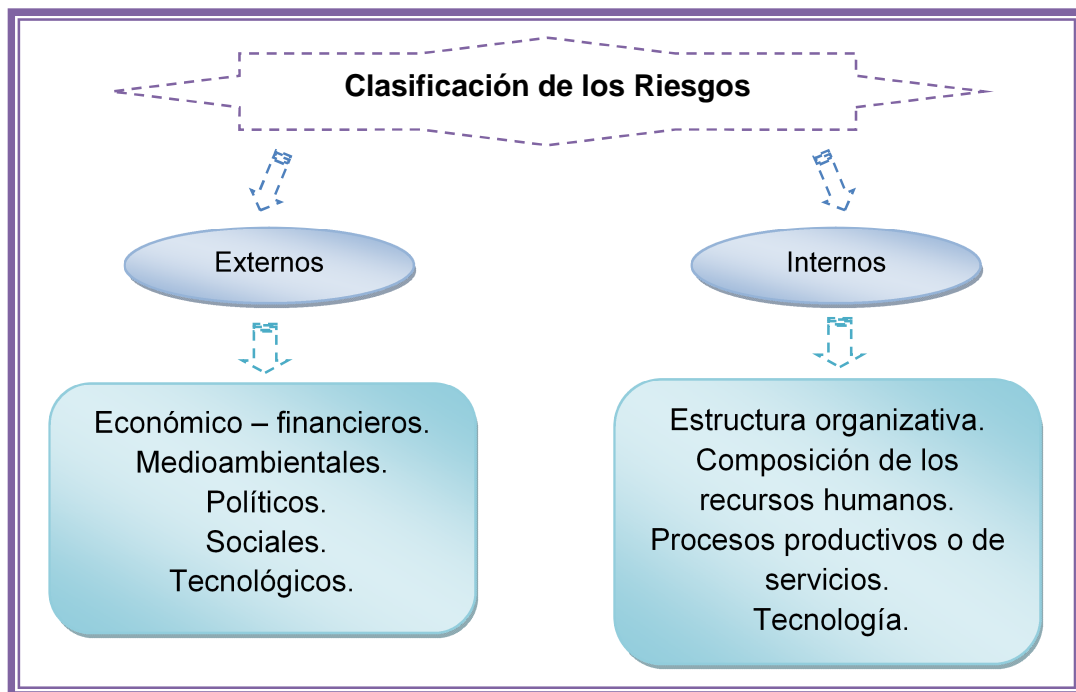 Clasificación de los Riesgos
Externos
Internos
Económico – financieros.
Medioambientales.
Políticos.
Sociales.
Tecnológicos.
Estructura organizativa.
Composición de los
recursos humanos.
Procesos productivos o de
servicios.
Tecnología.